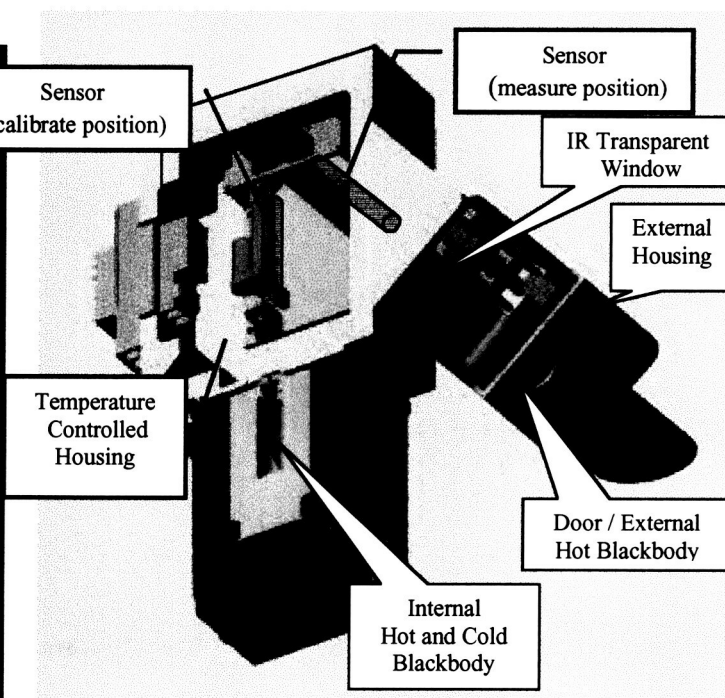 Sensor
calibrate position)
Sensor
(measure position)
IR Transparent
Window
External
Housing
Temperature
Controlled
Housing
Door / External
Hot Blackbody
Internal
Hot and Cold
Blackbody